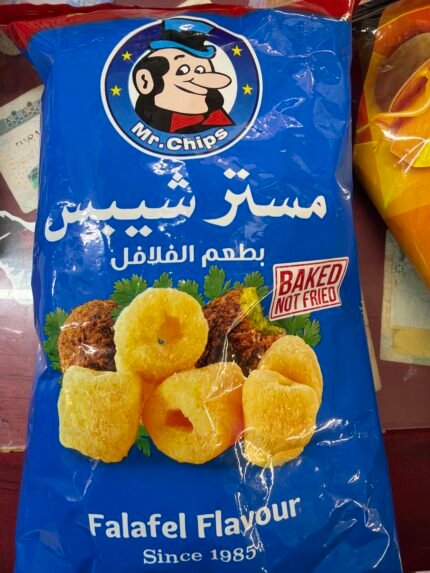 Mr. Chips
مستر شيبس
بطعم الفلافل
BAKED
NOT FRIED
Falafel Flavour
Since 1985